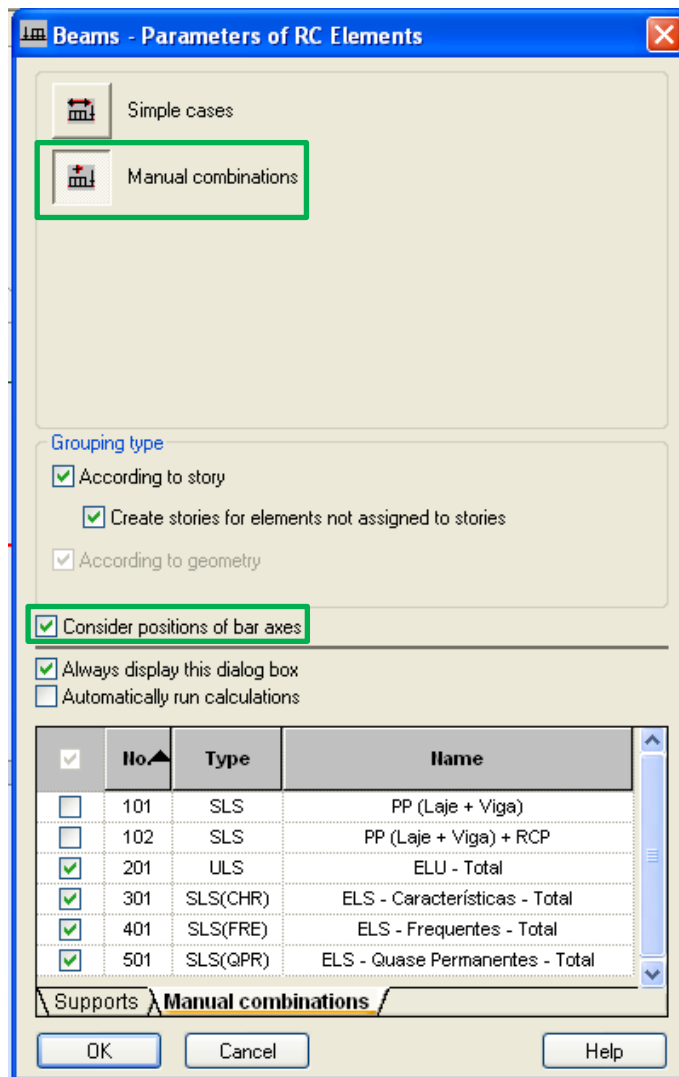 Beams - Parameters of RC Elements
Simple cases
Manual combinations
Grouping type
According to story
Create stories for elements not assigned to stories
According to geometry
Consider positions of bar axes
Always display this dialog box
Automatically run calculations
No. Type Name
101 SLS PP (Laje + Viga)
102 SLS PP (Laje + Viga) + RCP
201 ULS ELU - Total
301 SLS(CHR) ELS - Características - Total
401 SLS(FRE) ELS - Frequentes - Total
501 SLS(QPR) ELS - Quase Permanentes - Total
Supports Manual combinations
OK Cancel Help